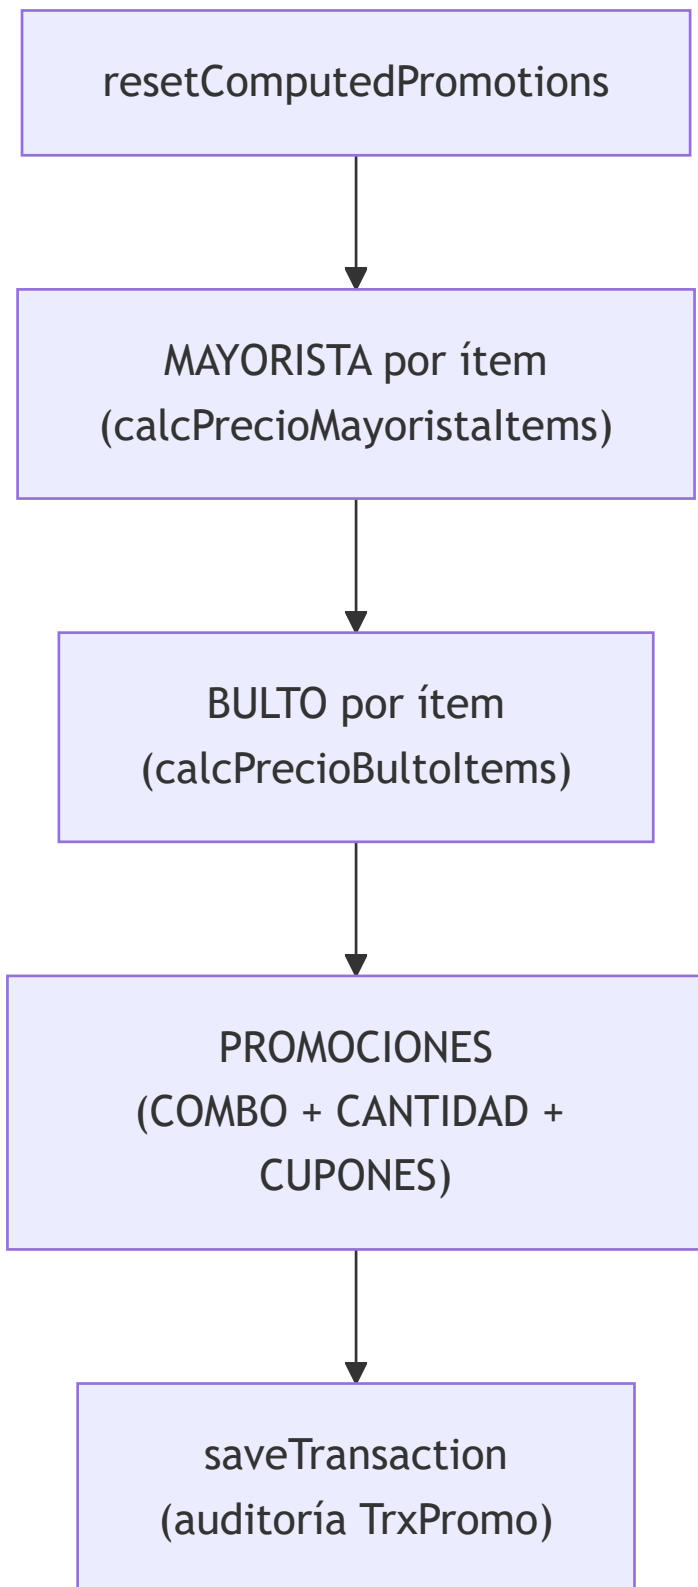 resetComputedPromotions
MAYORISTA por ítem
(calcPrecioMayoristaItems)
BULTO por ítem
(calcPrecioBultoItems)
PROMOCIONES
(COMBO + CANTIDAD +
CUPONES)
saveTransaction
(auditoría TrxPromo)